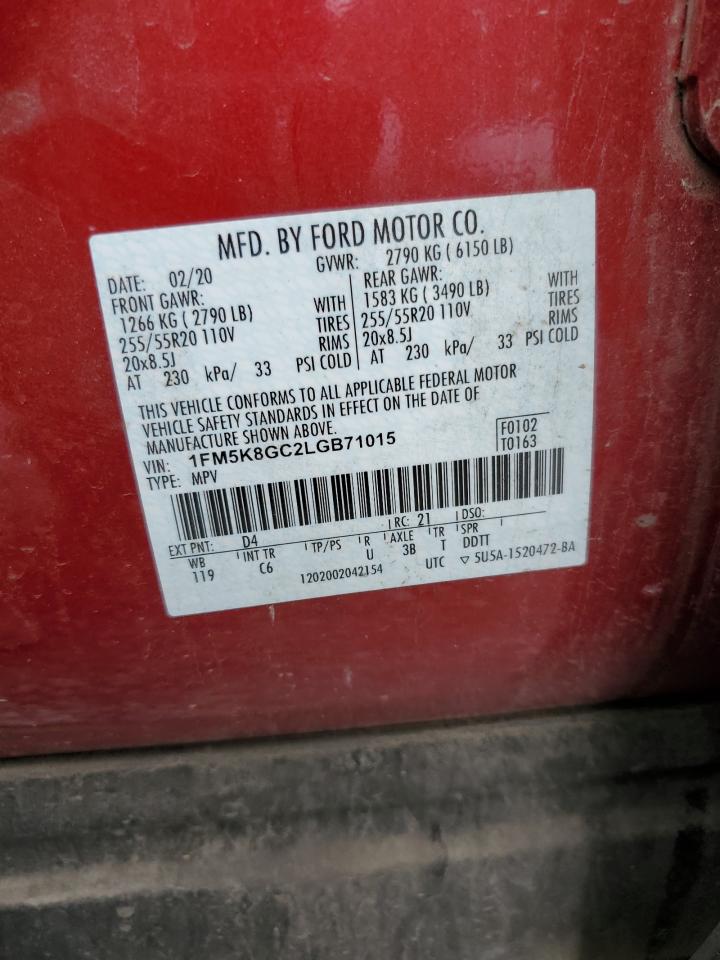 MFD. BY FORD MOTOR CO.
DATE: 02/20 GVWR: 2790 KG ( 6150 LB)
FRONT GAWR: REAR GAWR:
1266 KG ( 2790 LB) WITH 1583 KG ( 3490 LB) WITH
255/55R20 110V TIRES 255/55R20 110V TIRES
20x8.5J RIMS 20x8.5J RIMS
AT 230 kPa/ 33 PSI COLD AT 230 kPa/ 33 PSI COLD
THIS VEHICLE CONFORMS TO ALL APPLICABLE FEDERAL MOTOR
VEHICLE SAFETY STANDARDS IN EFFECT ON THE DATE OF
MANUFACTURE SHOWN ABOVE.
VIN: 1FM5K8GC2LGB71015 F0102
TYPE: MPV T0163
EXT PNT: D4 RC: 21 DSO:
WB INT TR TP/PS R AXLE TR SPR
119 C6 U 3B T DDTT
1202002042154 UTC ▽ 5U5A-1520472-BA